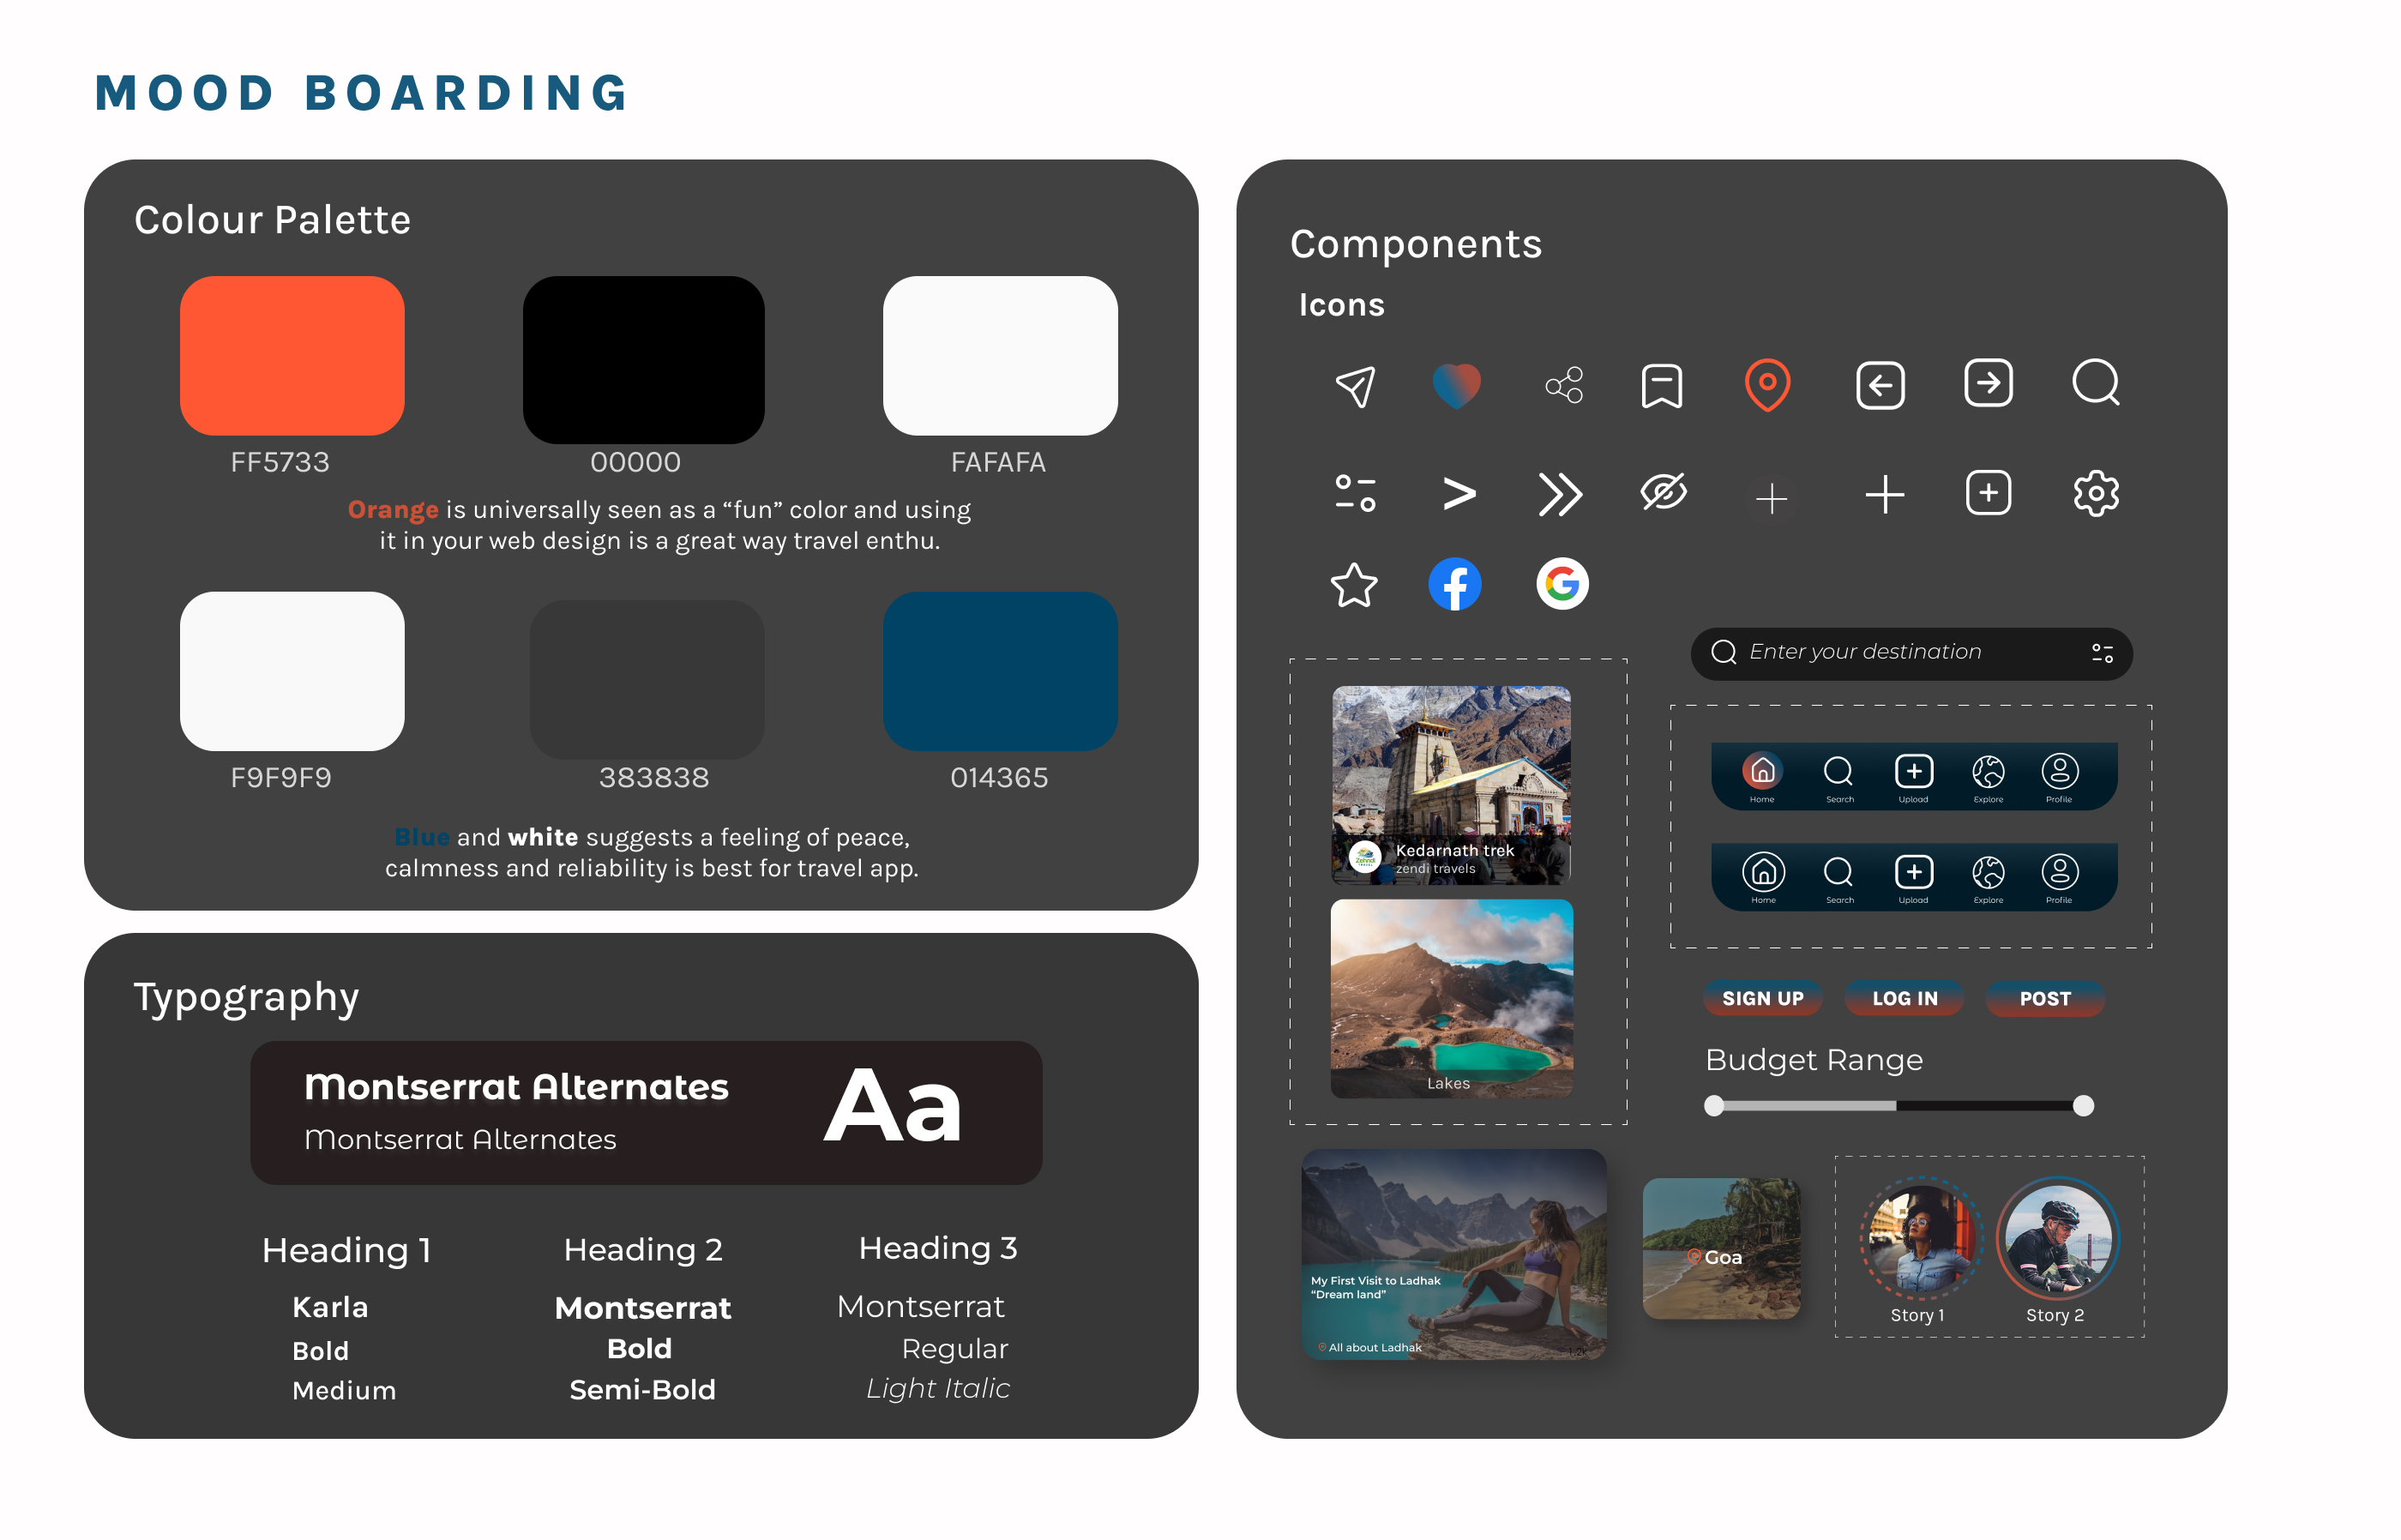 MOOD BOARDING
Colour Palette
FF5733
00000
FAFAFA
Orange is universally seen as a “fun” color and using
it in your web design is a great way travel enthu.
F9F9F9
383838
014365
Blue and white suggests a feeling of peace,
calmness and reliability is best for travel app.
Typography
Montserrat Alternates
Montserrat Alternates
Aa
Heading 1
Karla
Bold
Medium
Heading 2
Montserrat
Bold
Semi-Bold
Heading 3
Montserrat
Regular
Light Italic
Components
Icons
Enter your destination
Kedarnath trek
zendi travels
Lakes
Home Search Upload Explore Profile
Home Search Upload Explore Profile
SIGN UP
LOG IN
POST
Budget Range
My First Visit to Ladhak
“Dream land”
All about Ladhak
Goa
Story 1
Story 2